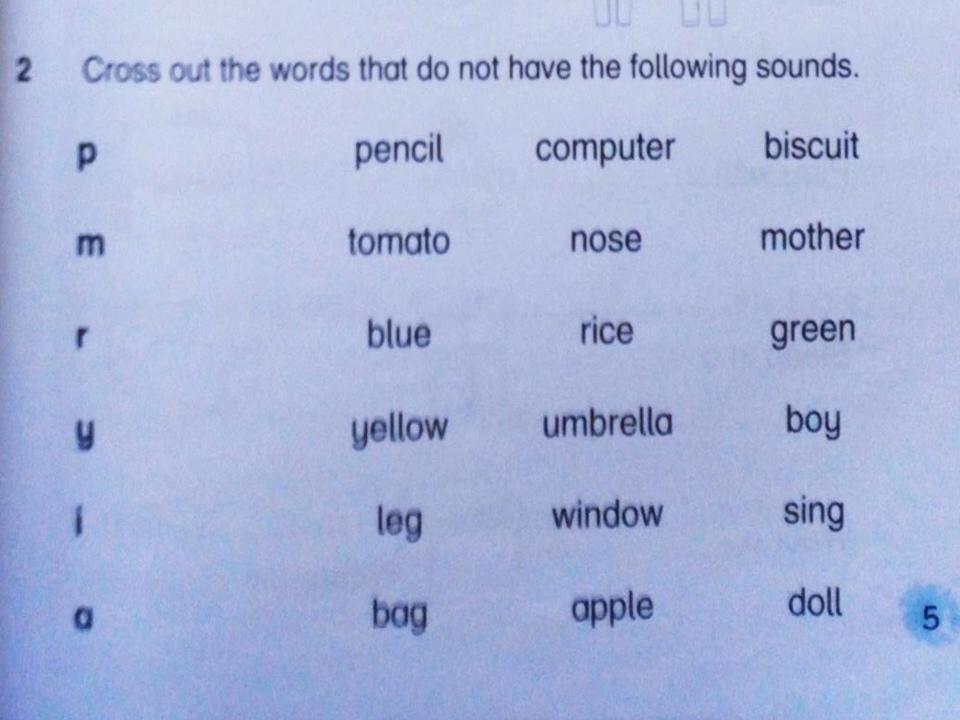 2 Cross out the words that do not have the following sounds.
p pencil computer biscuit
m tomato nose mother
r blue rice green
y yellow umbrella boy
i leg window sing
a bag apple doll
5